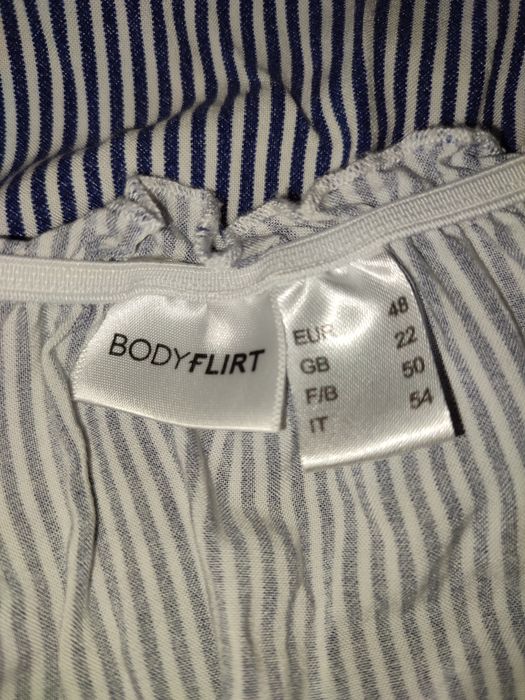 BODYFLIRT
EUR 48
GB 22
F/B 50
IT 54